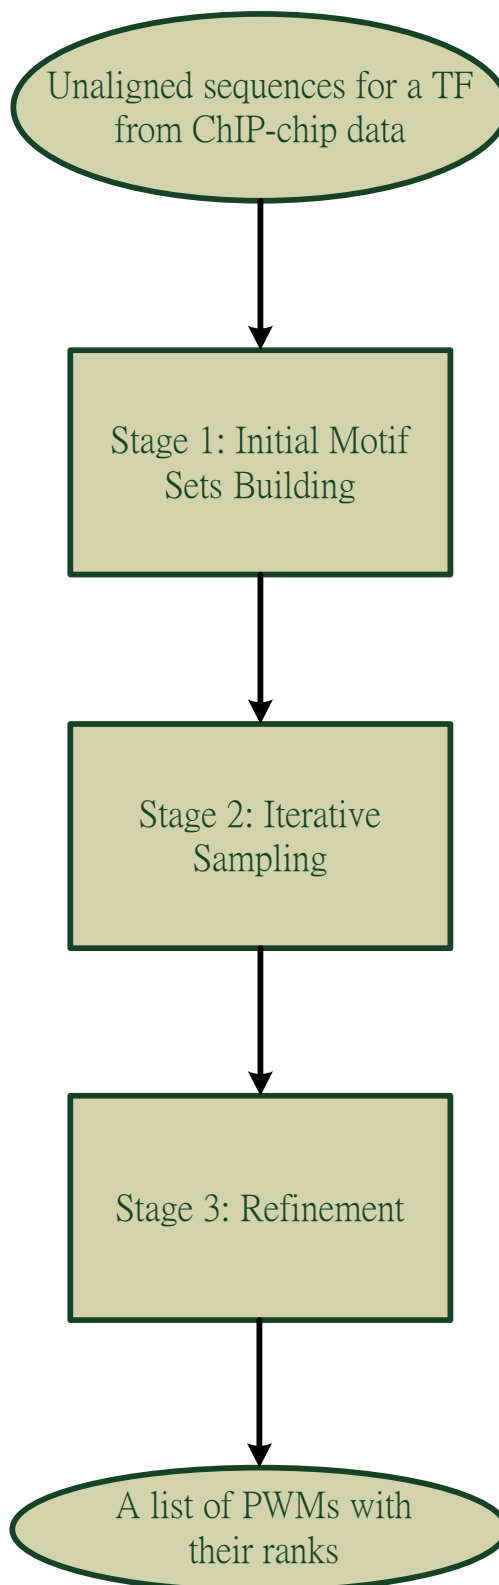 Unaligned sequences for a TF
from ChIP-chip data
Stage 1: Initial Motif
Sets Building
Stage 2: Iterative
Sampling
Stage 3: Refinement
A list of PWMs with
their ranks